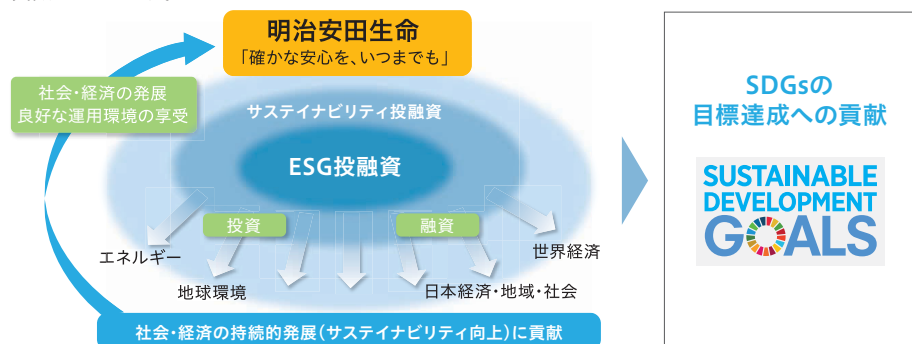 明治安田生命
「確かな安心を、いつまでも」
社会・経済の発展
良好な運用環境の享受
サステイナビリティ投融資
ESG投融資
投資
融資
エネルギー
地球環境
日本経済・地域・社会
世界経済
社会・経済の持続的発展（サステイナビリティ向上）に貢献
SDGsの
目標達成への貢献
SUSTAINABLE
DEVELOPMENT
GOALS